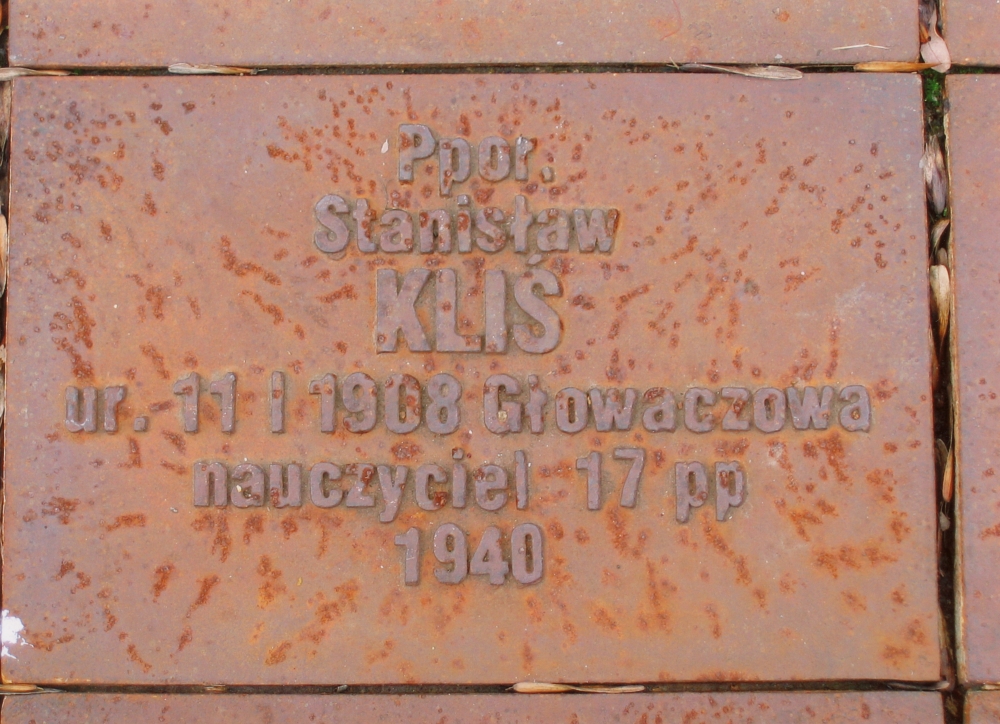 Ppor.
Stanisław
KLIŚ
ur. 11 I 1908 Głowaczowa
nauczyciel 17 pp
1940